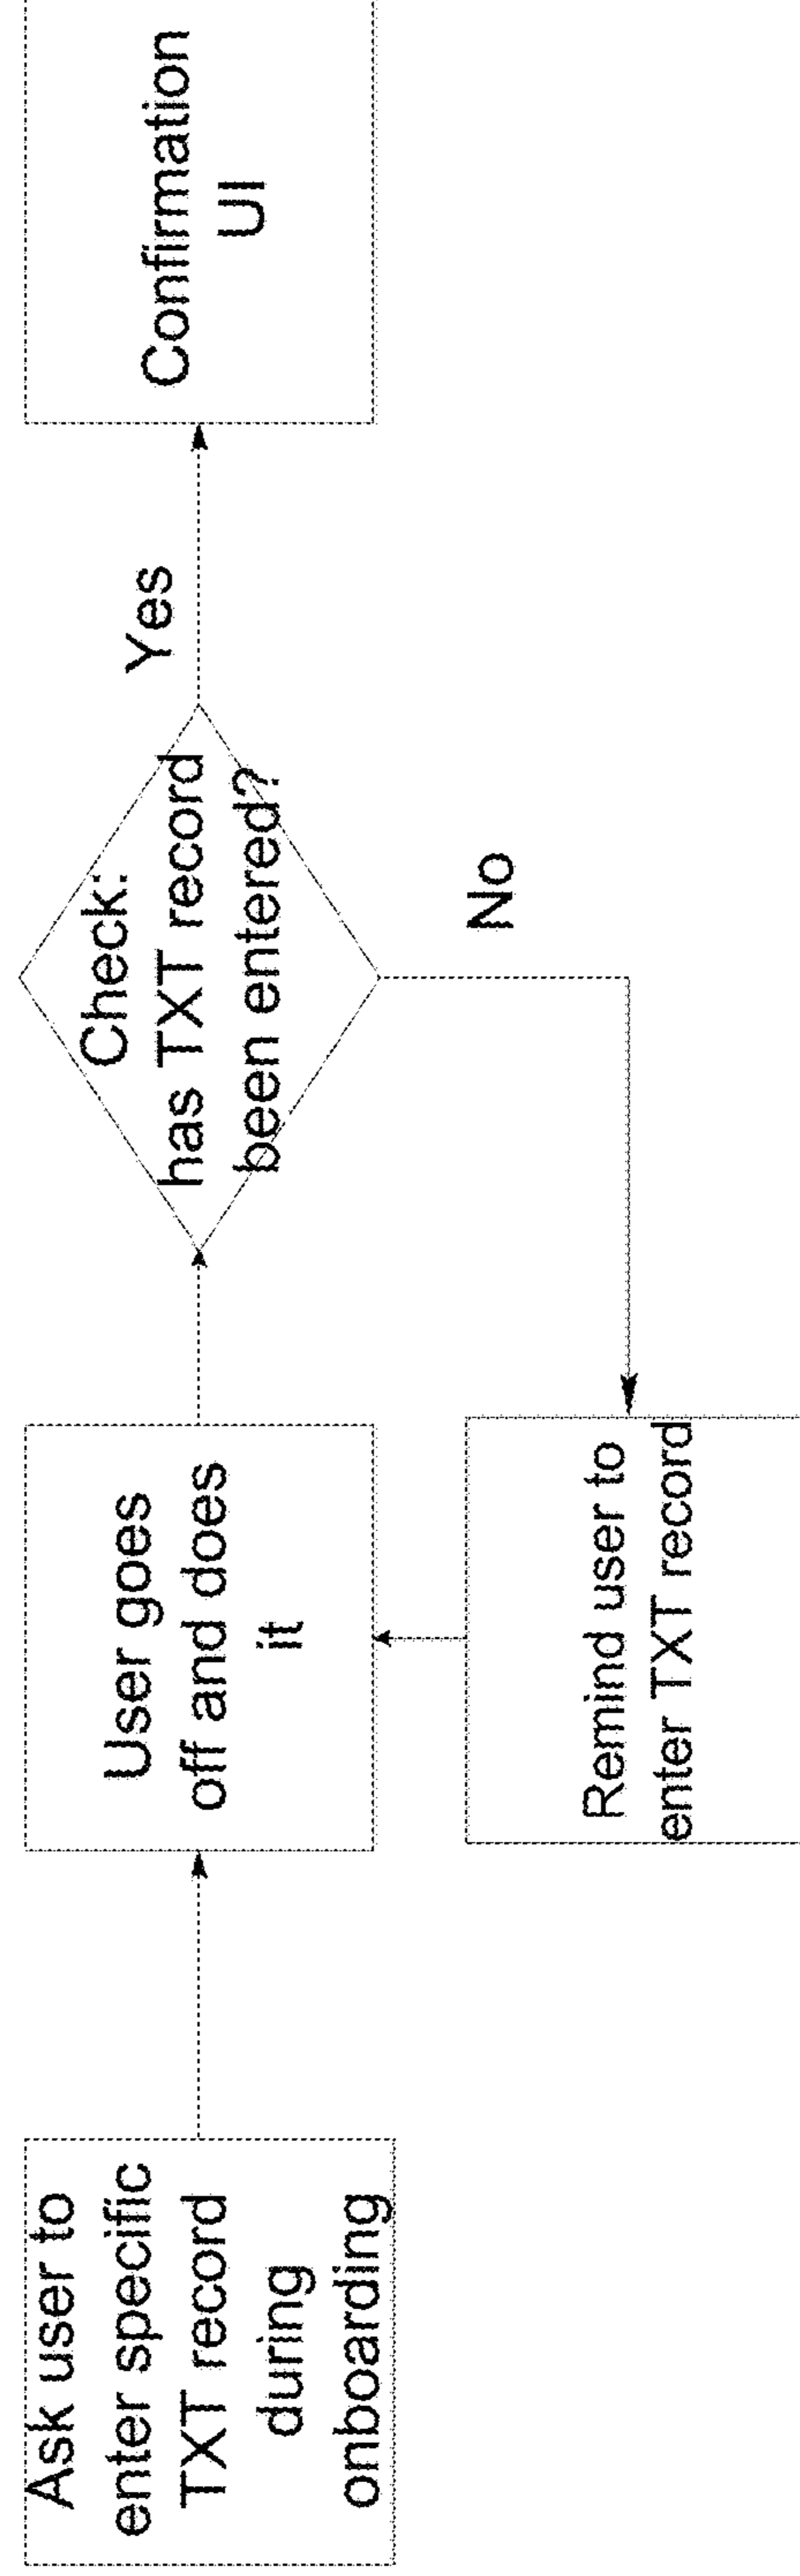 Ask user to
enter specific
TXT record
during
onboarding
User goes
off and does
it
Check:
has TXT record
been entered?
Yes
Confirmation
UI
No
Remind user to
enter TXT record